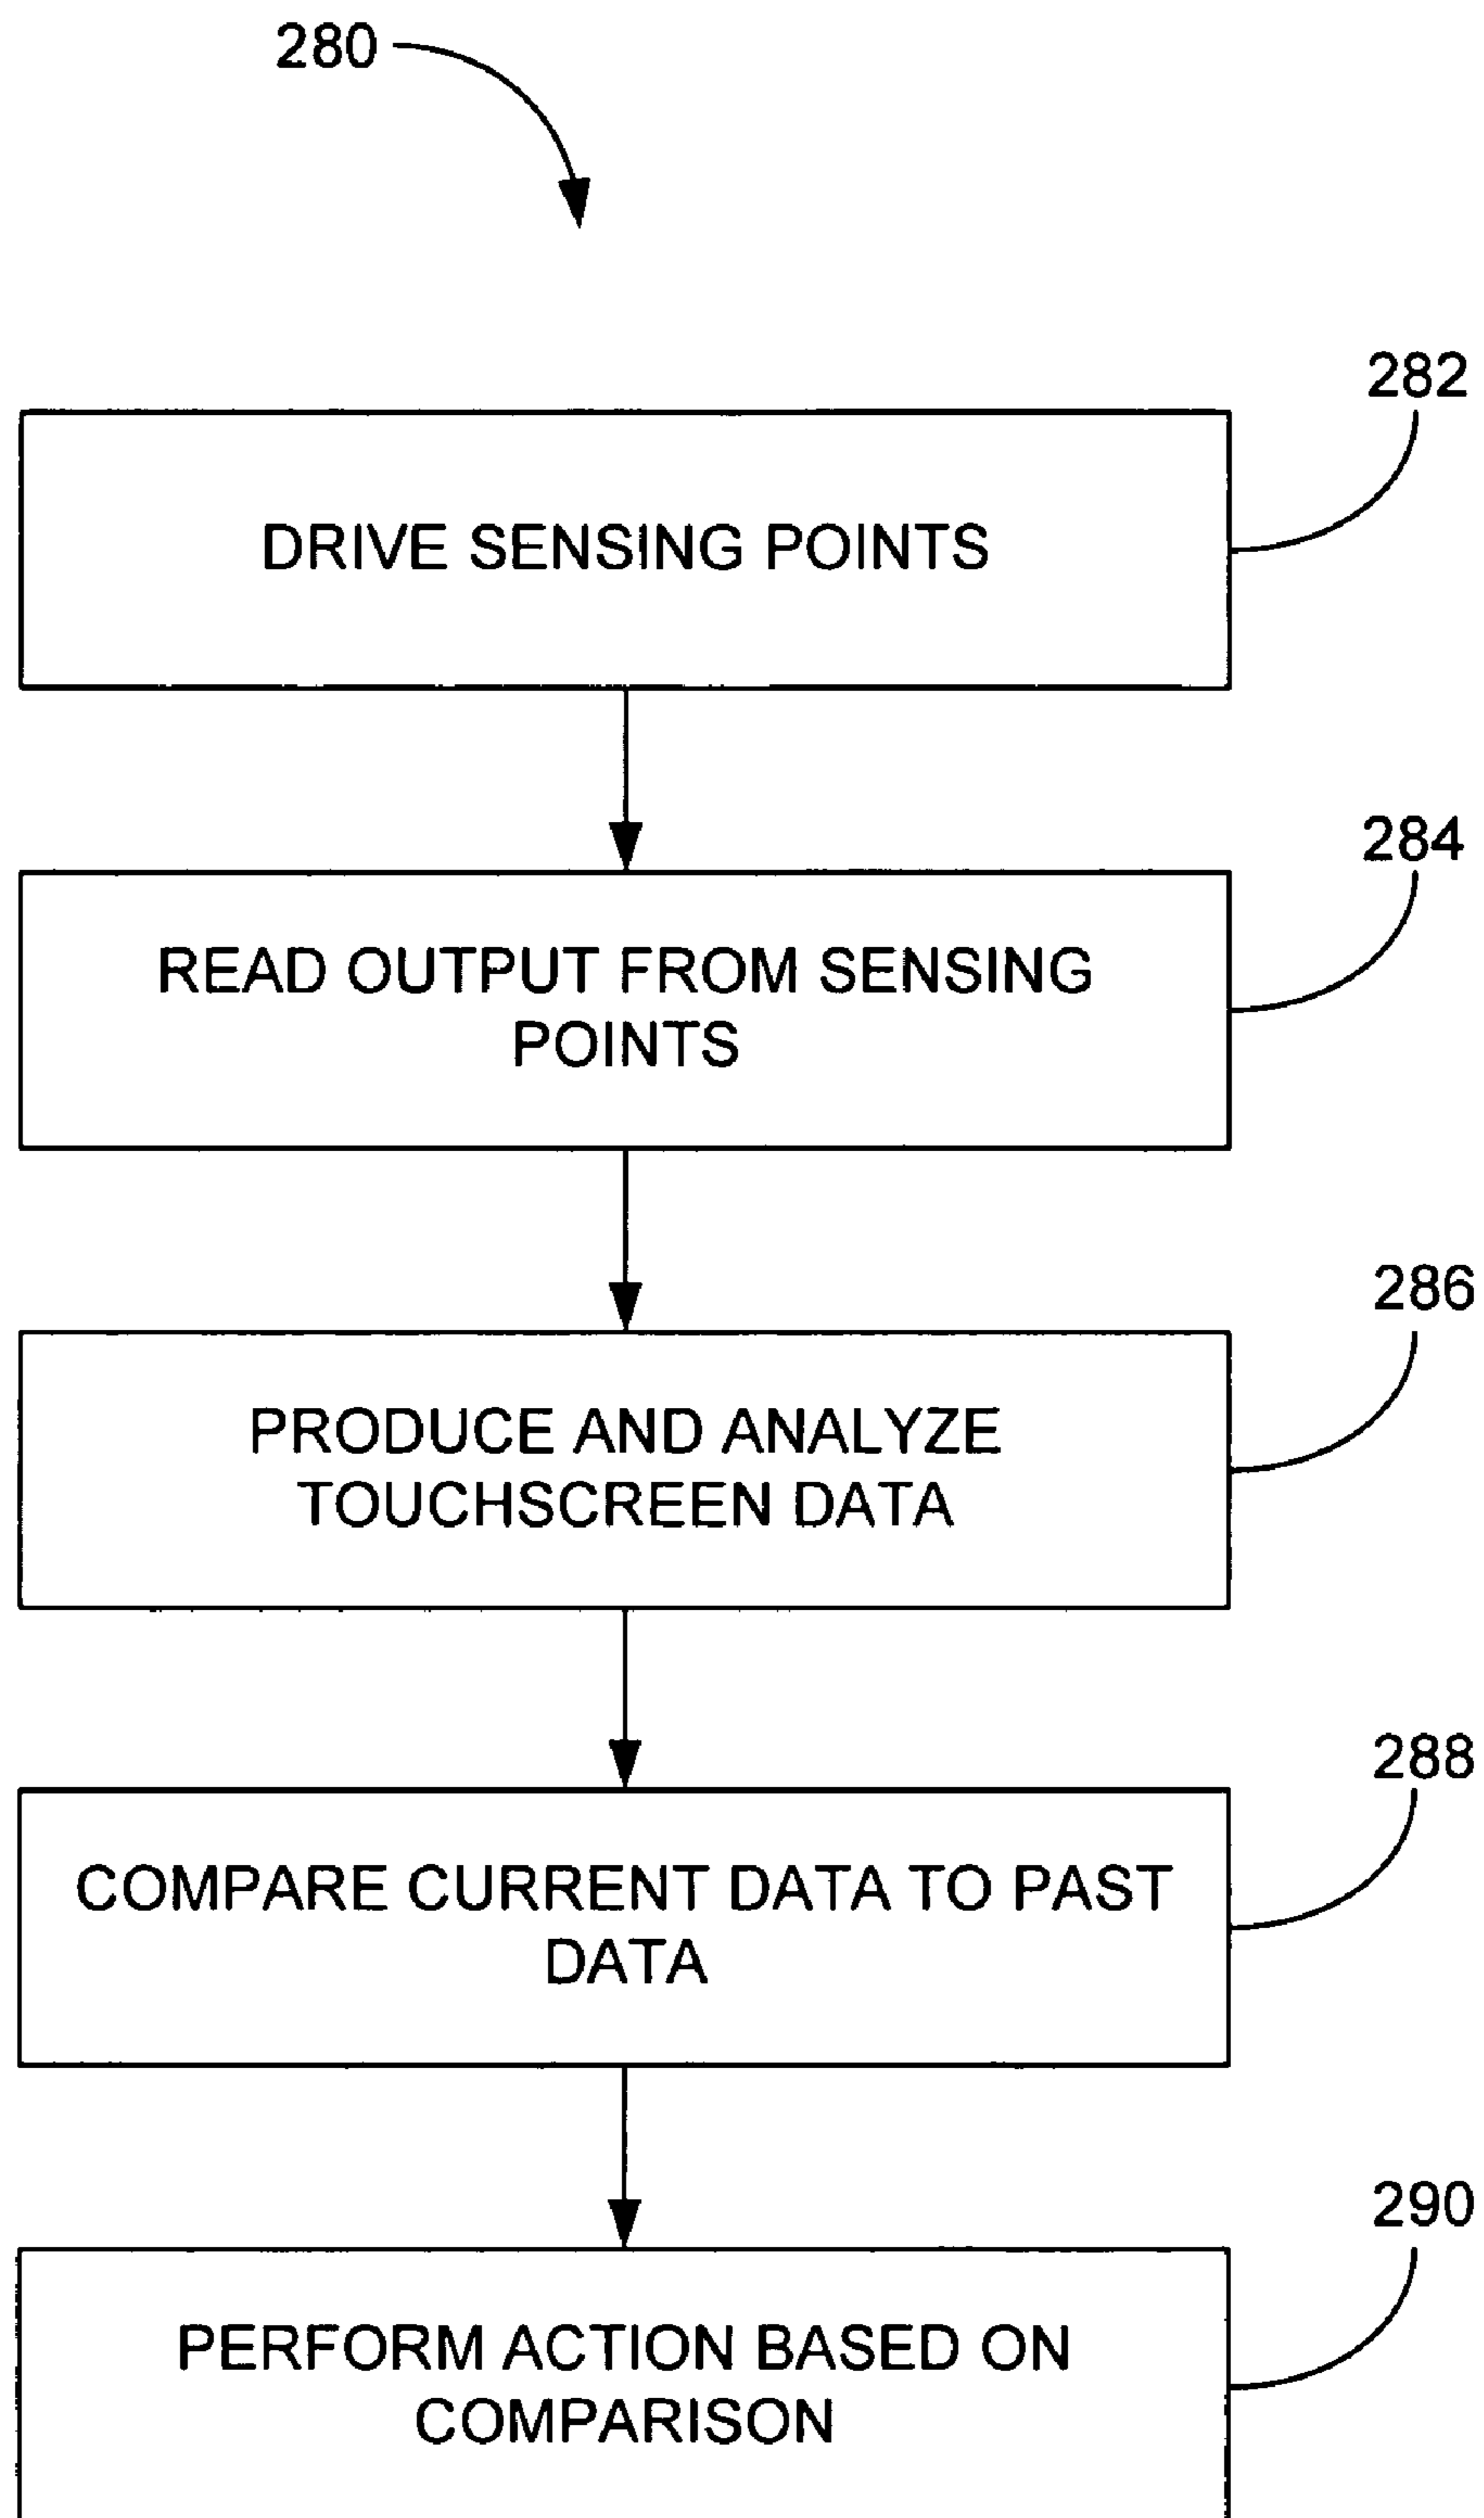 280
282
DRIVE SENSING POINTS
284
READ OUTPUT FROM SENSING
POINTS
286
PRODUCE AND ANALYZE
TOUCHSCREEN DATA
288
COMPARE CURRENT DATA TO PAST
DATA
290
PERFORM ACTION BASED ON
COMPARISON